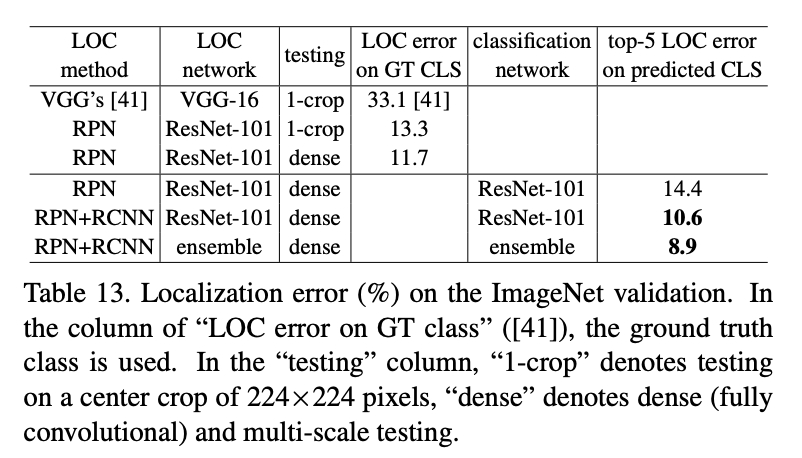 LOC method LOC network testing LOC error on GT CLS classification network top-5 LOC error on predicted CLS
VGG's [41] VGG-16 1-crop 33.1 [41]
RPN ResNet-101 1-crop 13.3
RPN ResNet-101 dense 11.7
RPN ResNet-101 dense ResNet-101 14.4
RPN+RCNN ResNet-101 dense ResNet-101 10.6
RPN+RCNN ensemble dense ensemble 8.9
Table 13. Localization error (%) on the ImageNet validation. In
the column of “LOC error on GT class” ([41]), the ground truth
class is used. In the “testing” column, “1-crop” denotes testing
on a center crop of 224×224 pixels, “dense” denotes dense (fully
convolutional) and multi-scale testing.